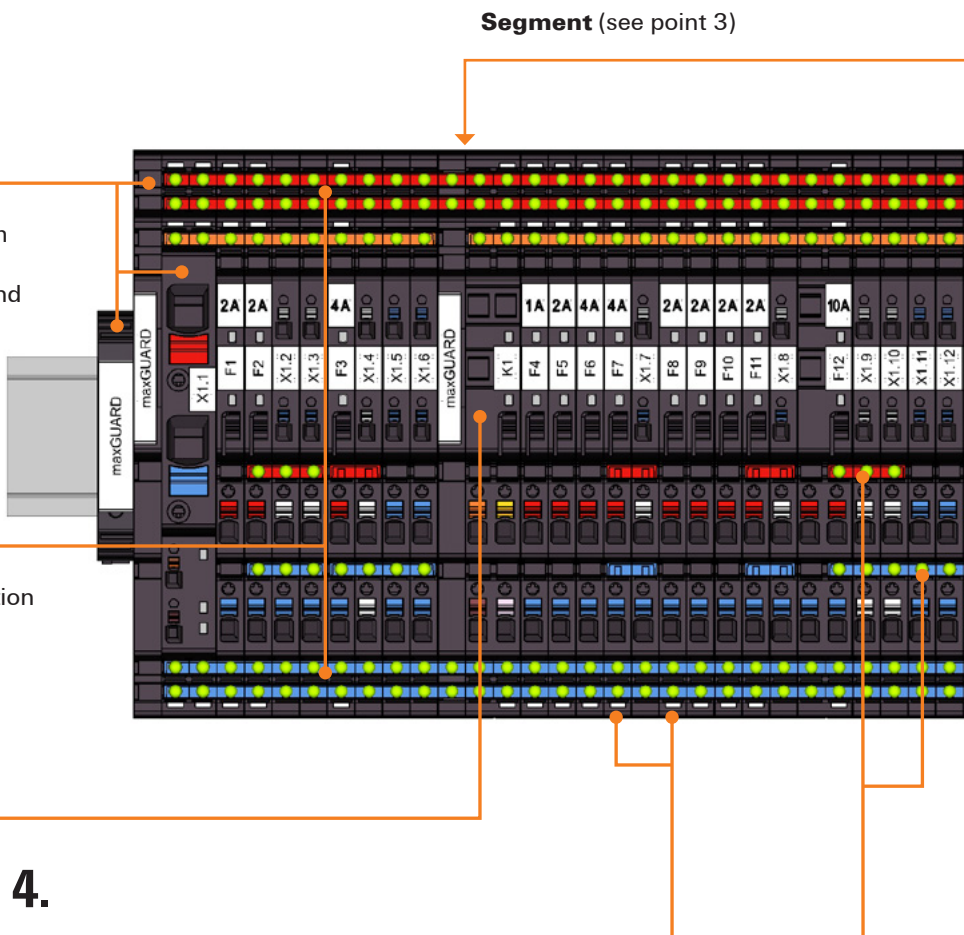 Segment (see point 3)
n
nd
maxGUARD
maxGUARD
maxGUARD
X1.1
2A 2A 4A 1A 2A 4A 4A 2A 2A 2A 2A 10A
F1 F2 X1.2 X1.3 F3 X1.4 X1.5 X1.6 K1 F4 F5 F6 F7 X1.7 F8 F9 F10 F11 X1.8 F12 X1.9 X1.10 X1.11 X1.12
tion
4.